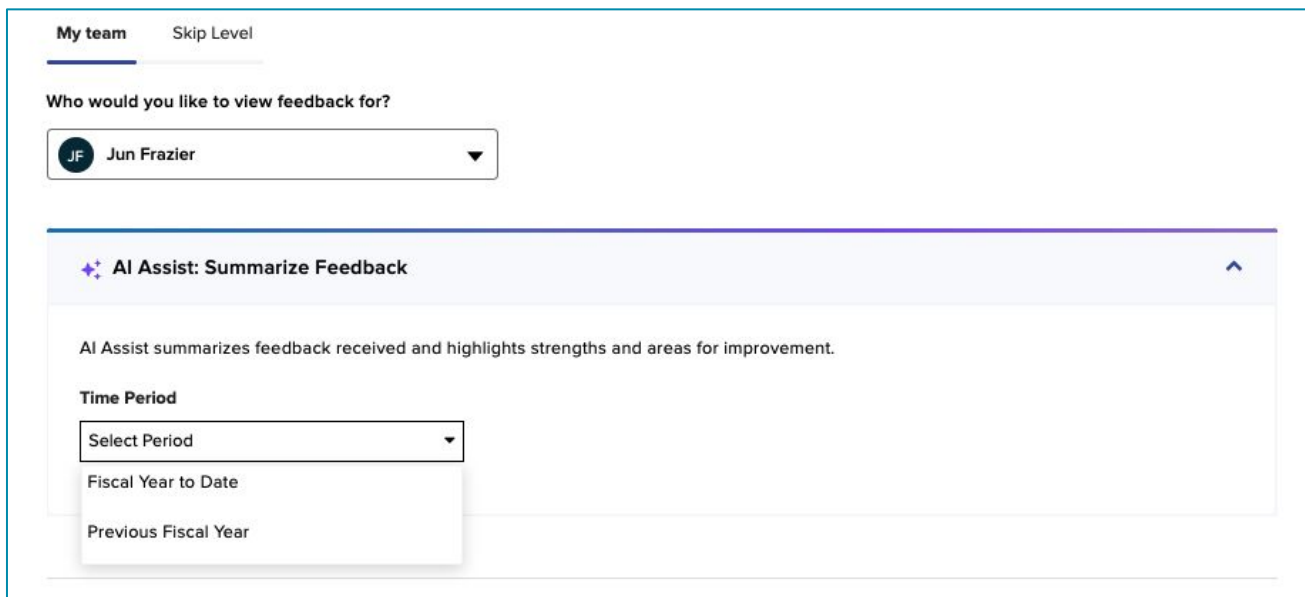 My team Skip Level
Who would you like to view feedback for?
JF Jun Frazier
AI Assist: Summarize Feedback
AI Assist summarizes feedback received and highlights strengths and areas for improvement.
Time Period
Select Period
Fiscal Year to Date
Previous Fiscal Year